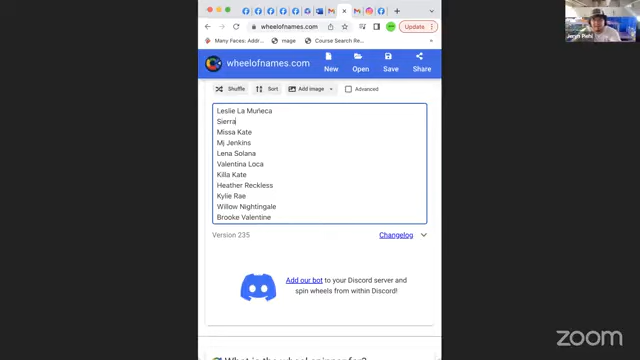 wheelofnames.com
Update
Many Faces: Addr...
mage
Course Search Re...
wheelofnames.com
New
Open
Save
Share
Shuffle
Sort
Add Image
Advanced
Leslie La Muñeca
Sierra
Missa Kate
Mj Jenkins
Lena Solana
Valentina Loca
Killa Kate
Heather Reckless
Kylie Rae
Willow Nightingale
Brooke Valentine
Version 235
Changelog
Add our bot to your Discord server and
spin wheels from within Discord!
zoom